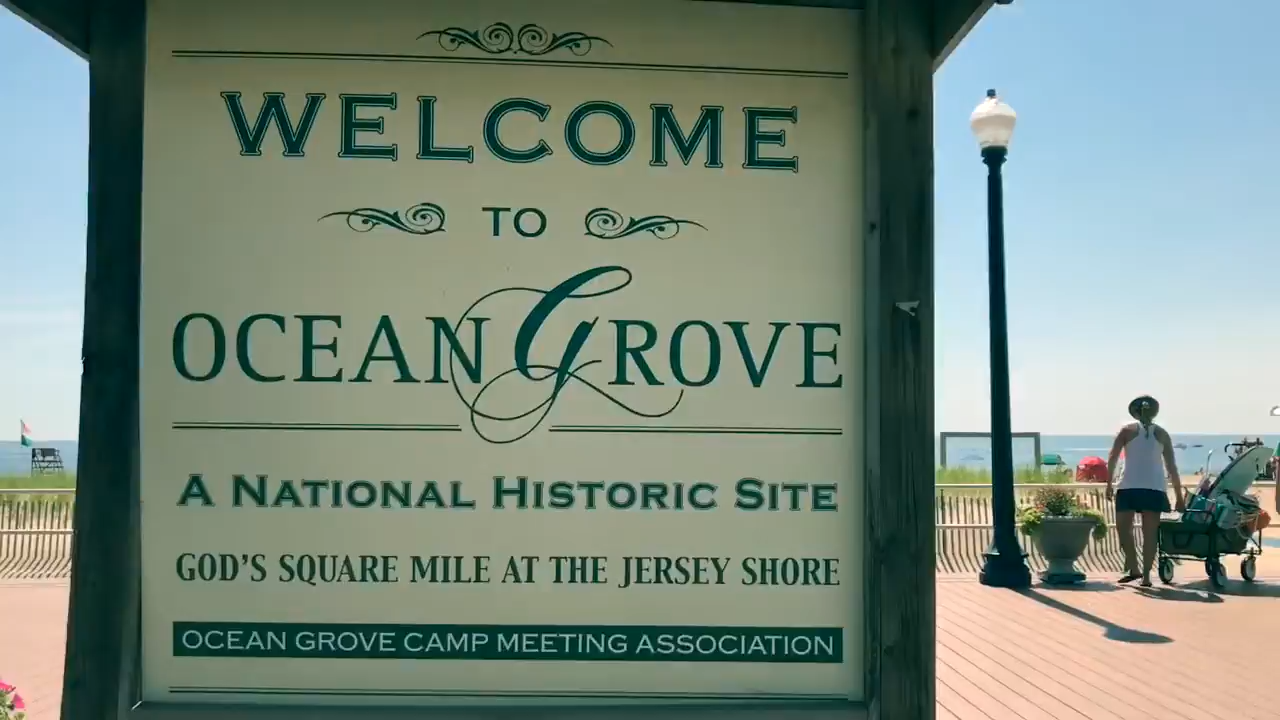 WELCOME
TO
OCEAN GROVE
A NATIONAL HISTORIC SITE
GOD'S SQUARE MILE AT THE JERSEY SHORE
OCEAN GROVE CAMP MEETING ASSOCIATION